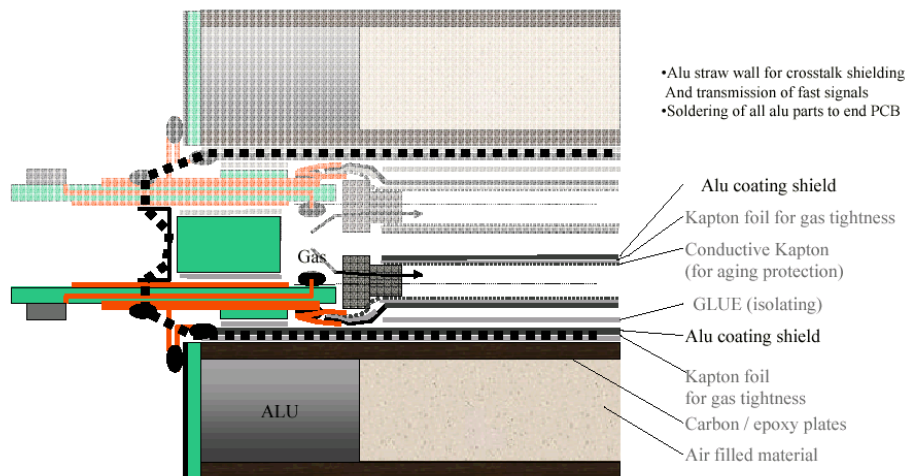 •Alu straw wall for crosstalk shielding
And transmission of fast signals
•Soldering of all alu parts to end PCB
Alu coating shield
Kapton foil for gas tightness
Conductive Kapton
(for aging protection)
Gas
GLUE (isolating)
Alu coating shield
Kapton foil
for gas tightness
ALU
Carbon / epoxy plates
Air filled material